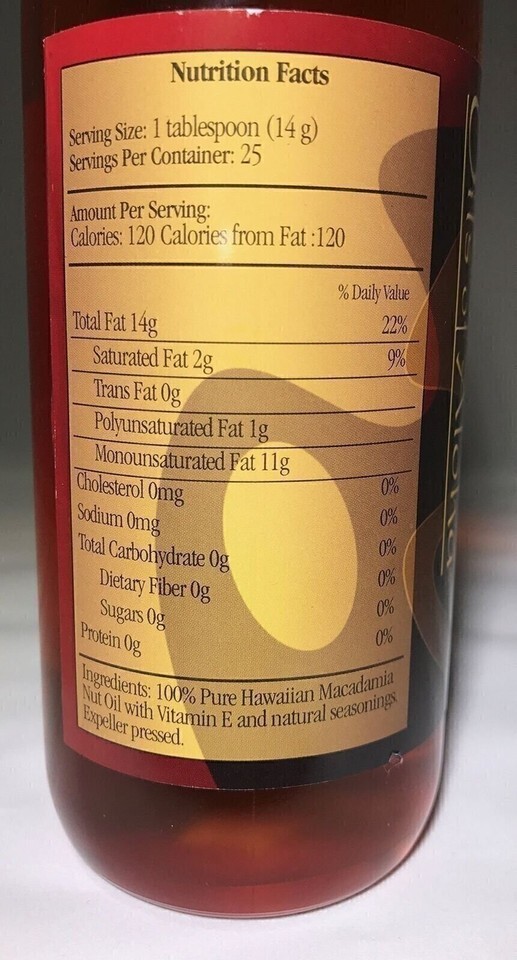 Nutrition Facts
Serving Size: 1 tablespoon (14 g)
Servings Per Container: 25
Amount Per Serving:
Calories: 120 Calories from Fat :120
% Daily Value
Total Fat 14g 22%
Saturated Fat 2g 9%
Trans Fat 0g
Polyunsaturated Fat 1g
Monounsaturated Fat 11g
Cholesterol 0mg 0%
Sodium 0mg 0%
Total Carbohydrate 0g 0%
Dietary Fiber 0g 0%
Sugars 0g 0%
Protein 0g 0%
Ingredients: 100% Pure Hawaiian Macadamia
Nut Oil with Vitamin E and natural seasonings.
Expeller pressed.
Oils of Aloha